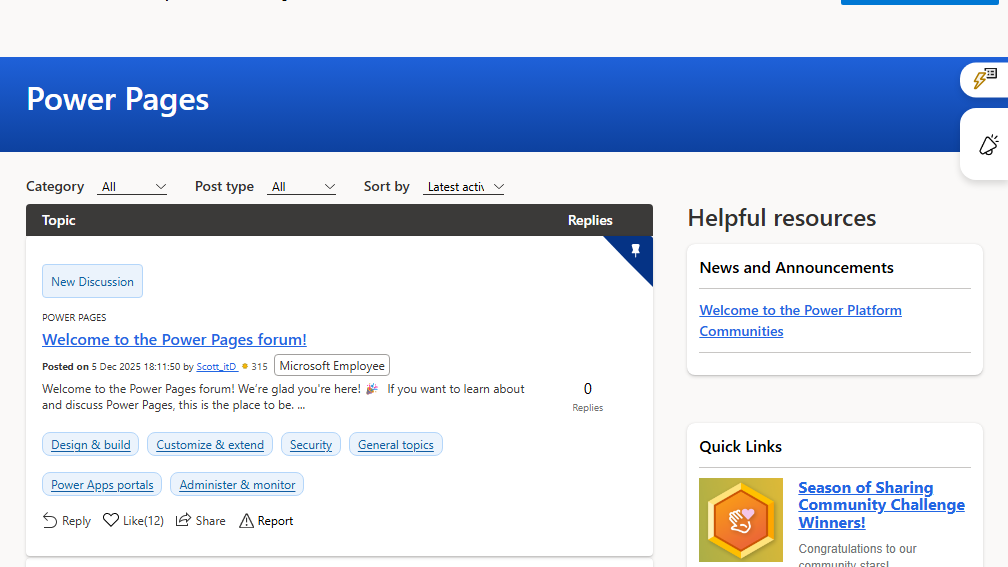 Power Pages
Category All Post type All Sort by Latest activ
Topic Replies
New Discussion
POWER PAGES
Welcome to the Power Pages forum!
Posted on 5 Dec 2025 18:11:50 by Scott_itD 315 Microsoft Employee
Welcome to the Power Pages forum! We're glad you're here! 🎉 If you want to learn about
and discuss Power Pages, this is the place to be. ...
0
Replies
Design & build Customize & extend Security General topics
Power Apps portals Administer & monitor
Reply Like(12) Share Report
Helpful resources
News and Announcements
Welcome to the Power Platform
Communities
Quick Links
Season of Sharing
Community Challenge
Winners!
Congratulations to our
community stars!